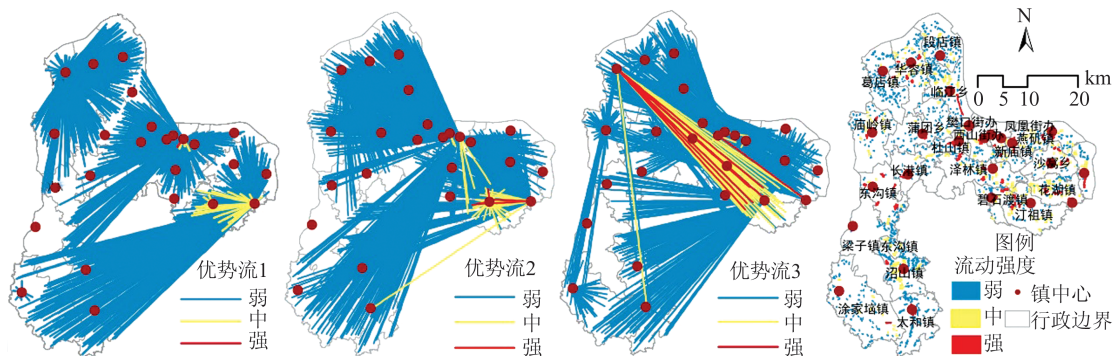 优势流1
弱
中
强
优势流2
弱
中
强
优势流3
弱
中
强
N
km
0 5 10 20
段店镇
华容镇
葛店镇
临江乡
庙岭镇
蒲团乡
樊口街办
凤凰街办
西山街办
燕矶镇
杜山镇
新庙镇
沙窝乡
长港镇
泽林镇
花湖镇
东沟镇
碧石渡镇
汀祖镇
梁子镇
东沟镇
沼山镇
涂家垴镇
太和镇
图例
流动强度
弱
镇中心
中
行政边界
强